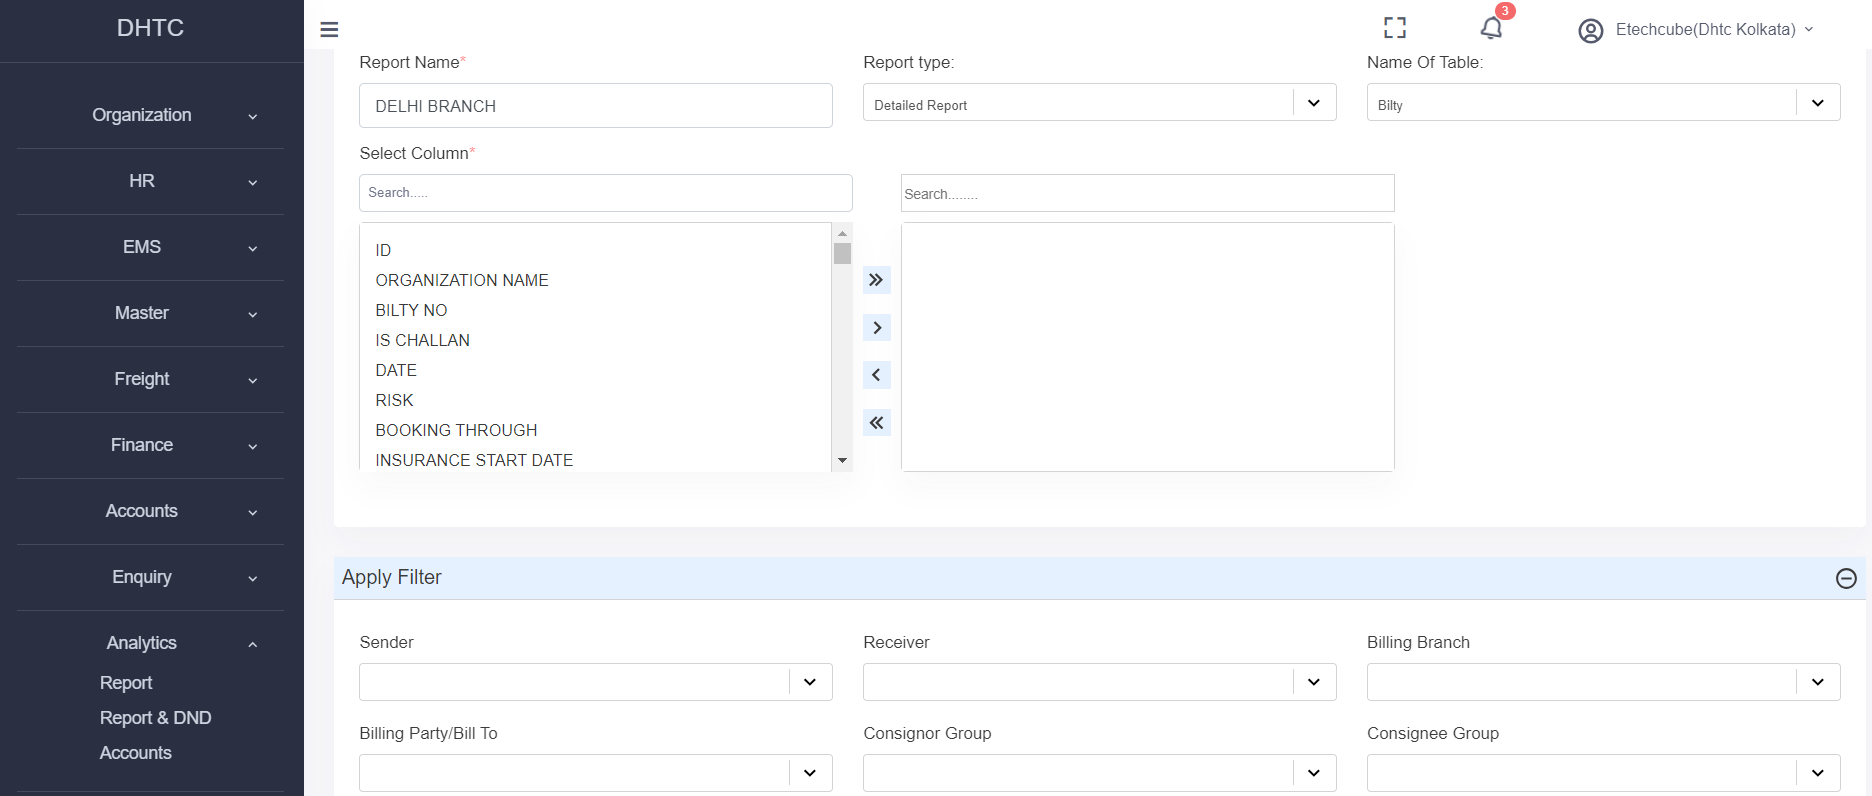 DHTC
Organization
HR
EMS
Master
Freight
Finance
Accounts
Enquiry
Analytics
Report
Report & DND
Accounts
3
Etechcube(Dhtc Kolkata)
Report Name*
Report type:
Name Of Table:
DELHI BRANCH
Detailed Report
Bilty
Select Column*
Search.....
Search........
ID
ORGANIZATION NAME
BILTY NO
IS CHALLAN
DATE
RISK
BOOKING THROUGH
INSURANCE START DATE
Apply Filter
Sender
Receiver
Billing Branch
Billing Party/Bill To
Consignor Group
Consignee Group